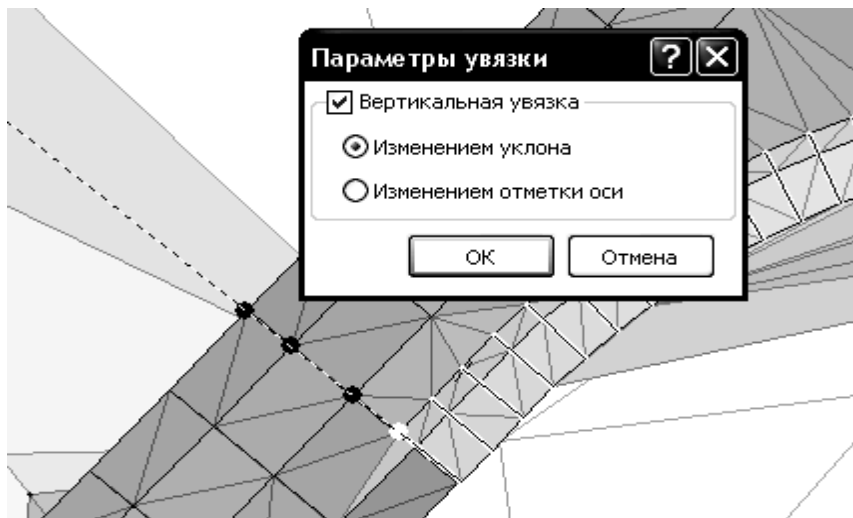 Параметры увязки
Вертикальная увязка
Изменением уклона
Изменением отметки оси
ОК Отмена